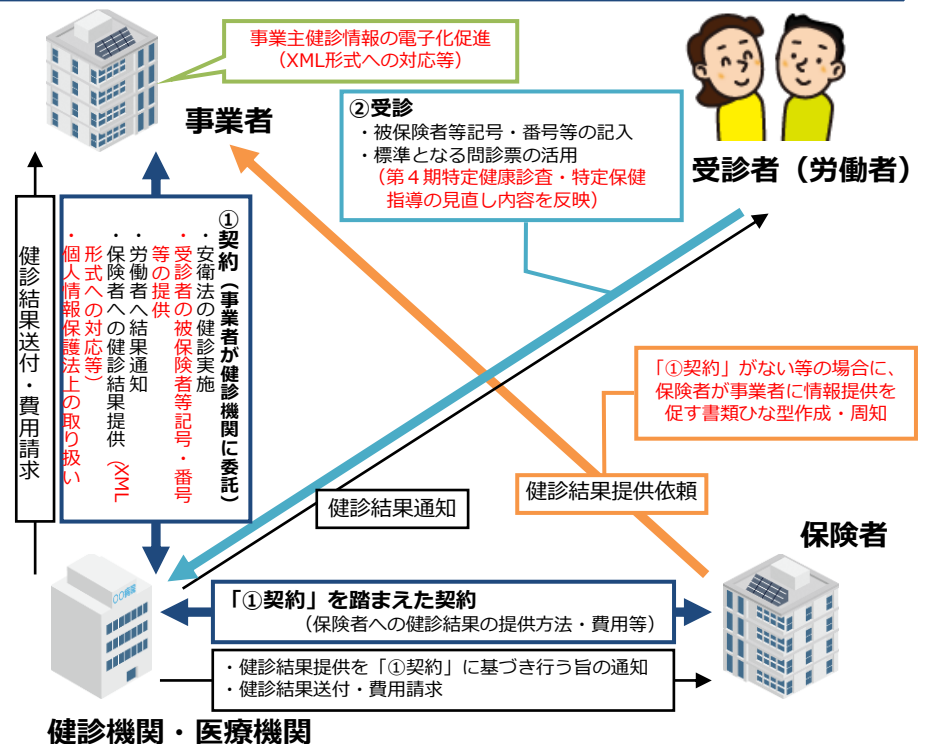 事業主健診情報の電子化促進
（XML形式への対応等）
事業者
②受診
・被保険者等記号・番号等の記入
・標準となる問診票の活用
（第４期特定健康診査・特定保健
指導の見直し内容を反映）
受診者（労働者）
健診結果送付・費用請求
①契約（事業者が健診機関に委託）
・安衛法の健診実施
・受診者の被保険者等記号・番号
等の提供
・労働者へ結果通知
・保険者への健診結果提供（XML
形式への対応等）
・個人情報保護法上の取り扱い
「①契約」がない等の場合に、
保険者が事業者に情報提供を
促す書類ひな型作成・周知
健診結果提供依頼
健診結果通知
保険者
〇〇病院
「①契約」を踏まえた契約
（保険者への健診結果の提供方法・費用等）
・健診結果提供を「①契約」に基づき行う旨の通知
・健診結果送付・費用請求
健診機関・医療機関